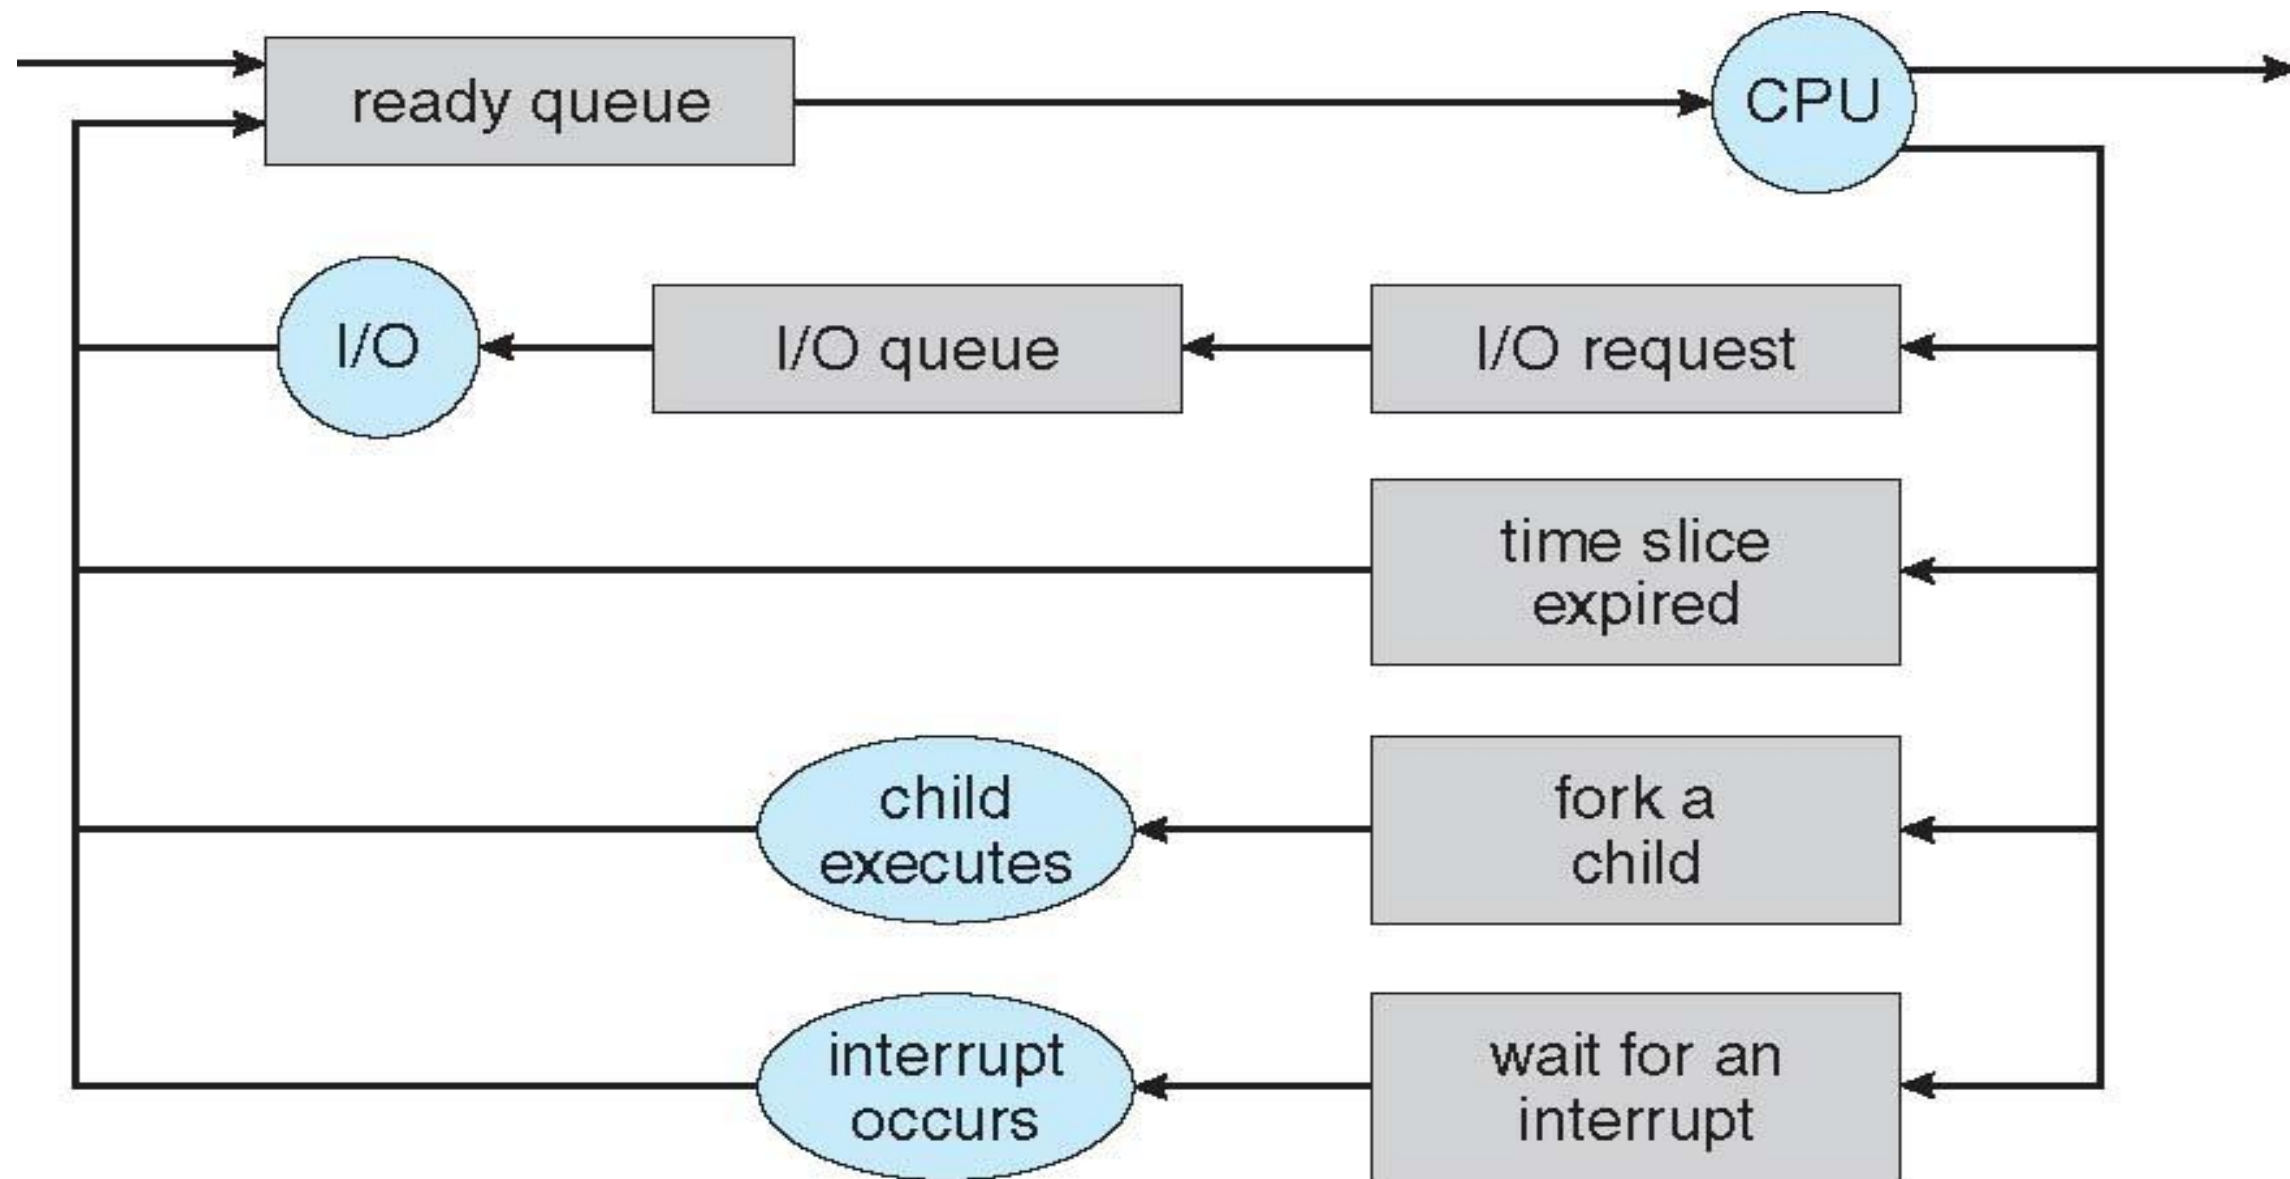 ready queue
CPU
I/O
I/O queue
I/O request
time slice
expired
child
executes
fork a
child
interrupt
occurs
wait for an
interrupt